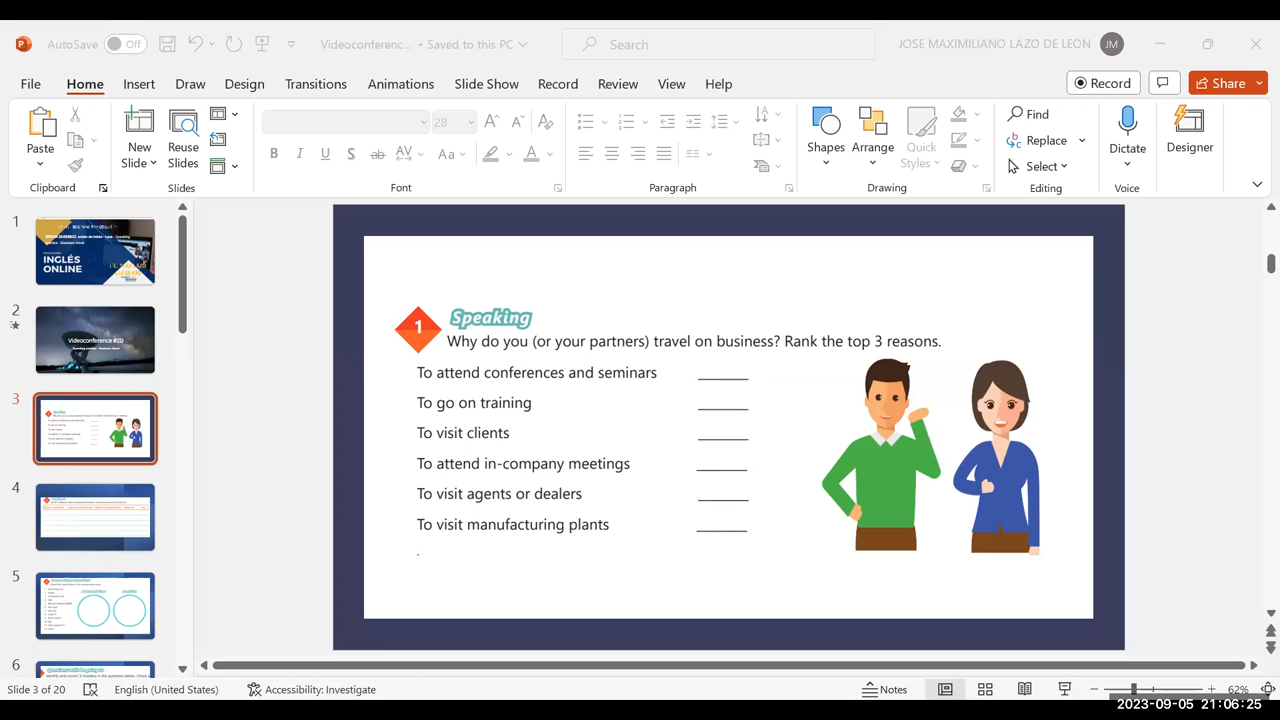 AutoSave Off Videoconferenc... • Saved to this PC Search JOSE MAXIMILIANO LAZO DE LEON JM
File Home Insert Draw Design Transitions Animations Slide Show Record Review View Help Record Share
Paste New Slide Reuse Slides 28 Shapes Arrange Quick Styles Find Replace Select Dictate Designer
Clipboard Slides Font Paragraph Drawing Editing Voice
1
INGLÉS
ONLINE
2
Videoconference #20
3
4
5
6
1
Speaking
Why do you (or your partners) travel on business? Rank the top 3 reasons.
To attend conferences and seminars ______
To go on training ______
To visit clients ______
To attend in-company meetings ______
To visit agents or dealers ______
To visit manufacturing plants ______
.
Slide 3 of 20 English (United States) Accessibility: Investigate Notes 62%
2023-09-05 21:06:25